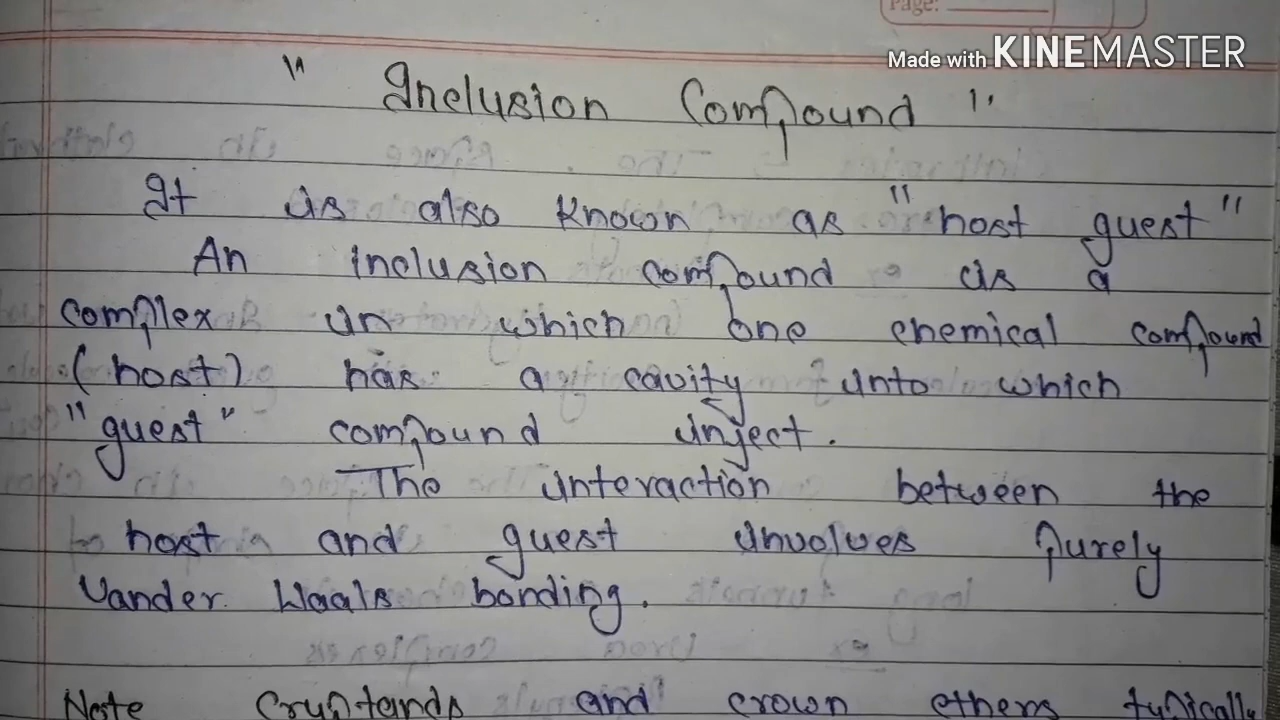 Page:
Made with KINEMASTER
" Inclusion Compound "
It is also known as "host guest"
An inclusion compound is a
complex in which one chemical compound
(host) has a cavity into which
"guest" compound inject.
The interaction between the
host and guest involves purely
Vander Waals bonding.
Note Cryptands and crown ethers typically